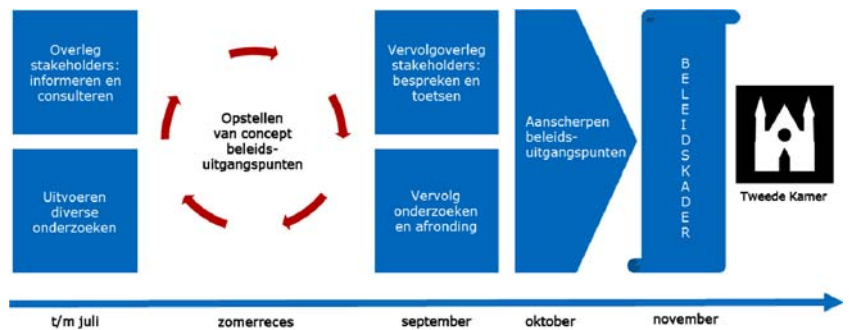 Overleg
stakeholders:
informeren en
consulteren
Uitvoeren
diverse
onderzoeken
Opstellen
van concept
beleids-
uitgangspunten
Vervolgoverleg
stakeholders:
bespreken en
toetsen
Vervolg
onderzoeken
en afronding
Aanscherpen
beleids-
uitgangspunten
B
E
L
E
I
D
S
K
A
D
E
R
Tweede Kamer
t/m juli
zomerreces
september
oktober
november